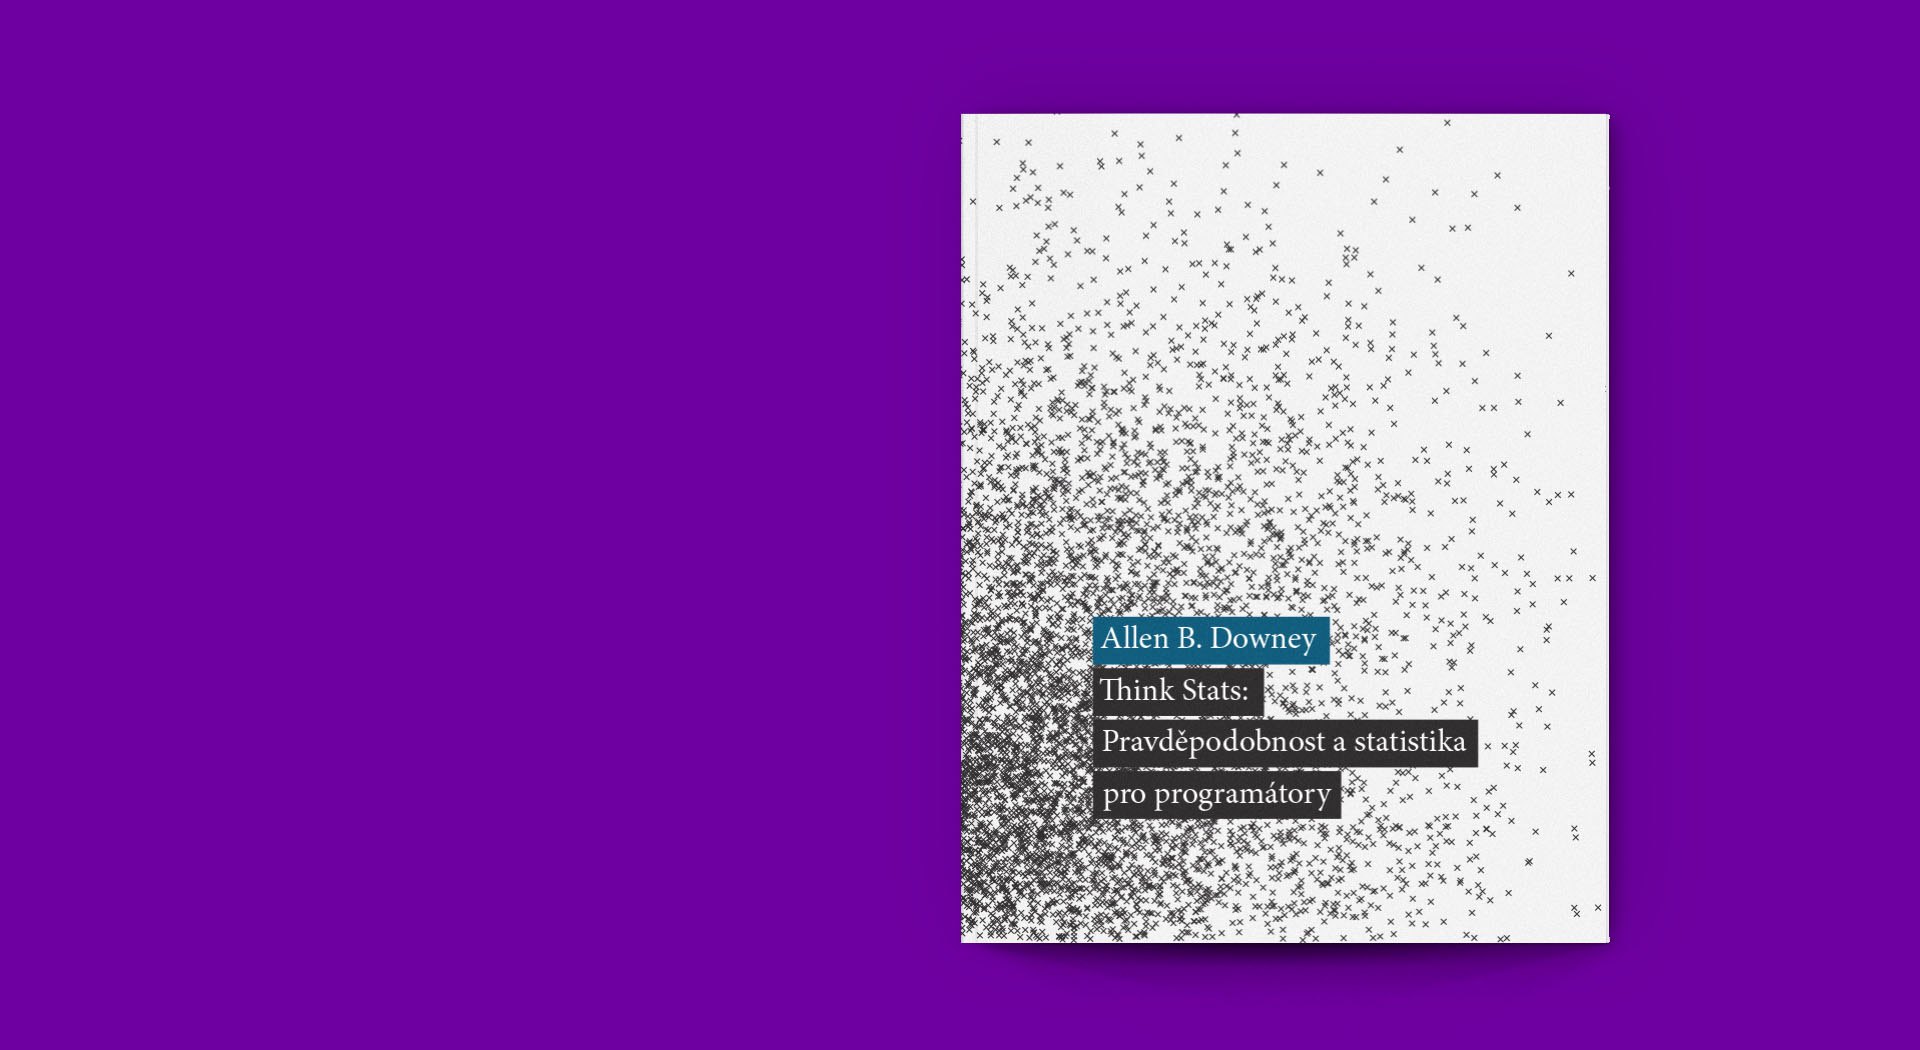 Allen B. Downey
Think Stats:
Pravděpodobnost a statistika
pro programátory